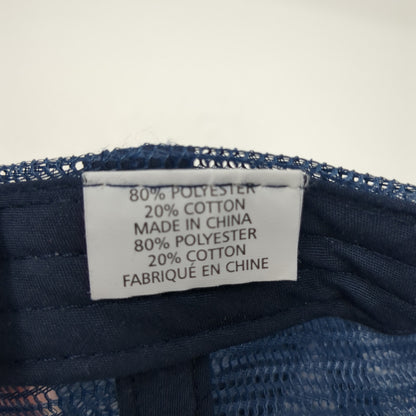 80% POLYESTER
20% COTTON
MADE IN CHINA
80% POLYESTER
20% COTTON
FABRIQUÉ EN CHINE